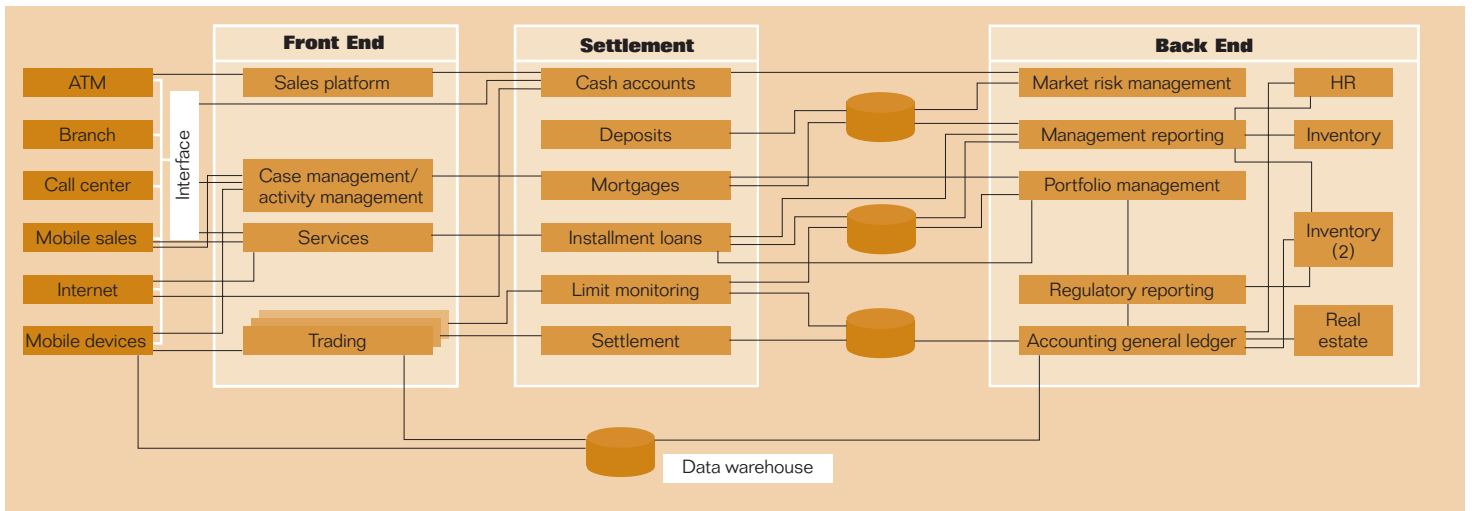 Front End
Settlement
Back End
ATM
Branch
Call center
Mobile sales
Internet
Mobile devices
Interface
Sales platform
Case management/
activity management
Services
Trading
Cash accounts
Deposits
Mortgages
Installment loans
Limit monitoring
Settlement
Market risk management
Management reporting
Portfolio management
Regulatory reporting
Accounting general ledger
HR
Inventory
Inventory
(2)
Real
estate
Data warehouse